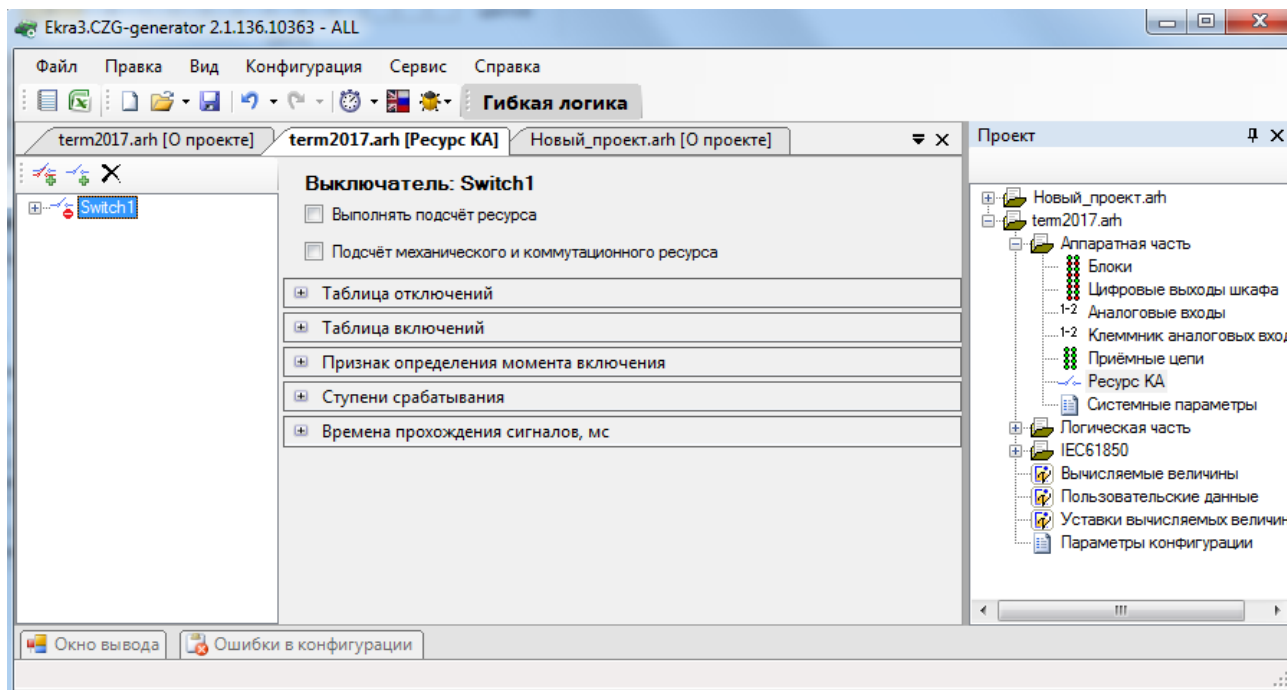 Ekra3.CZG-generator 2.1.136.10363 - ALL
Файл Правка Вид Конфигурация Сервис Справка
Гибкая логика
term2017.arh [О проекте] term2017.arh [Ресурс КА] Новый_проект.arh [О проекте]
Switch1
Выключатель: Switch1
Выполнять подсчёт ресурса
Подсчёт механического и коммутационного ресурса
Таблица отключений
Таблица включений
Признак определения момента включения
Ступени срабатывания
Времена прохождения сигналов, мс
Проект
Новый_проект.arh
term2017.arh
Аппаратная часть
Блоки
Цифровые выходы шкафа
1-2 Аналоговые входы
1-2 Клеммник аналоговых вход
Приёмные цепи
Ресурс КА
Системные параметры
Логическая часть
IEC61850
Вычисляемые величины
Пользовательские данные
Уставки вычисляемых величин
Параметры конфигурации
Окно вывода Ошибки в конфигурации